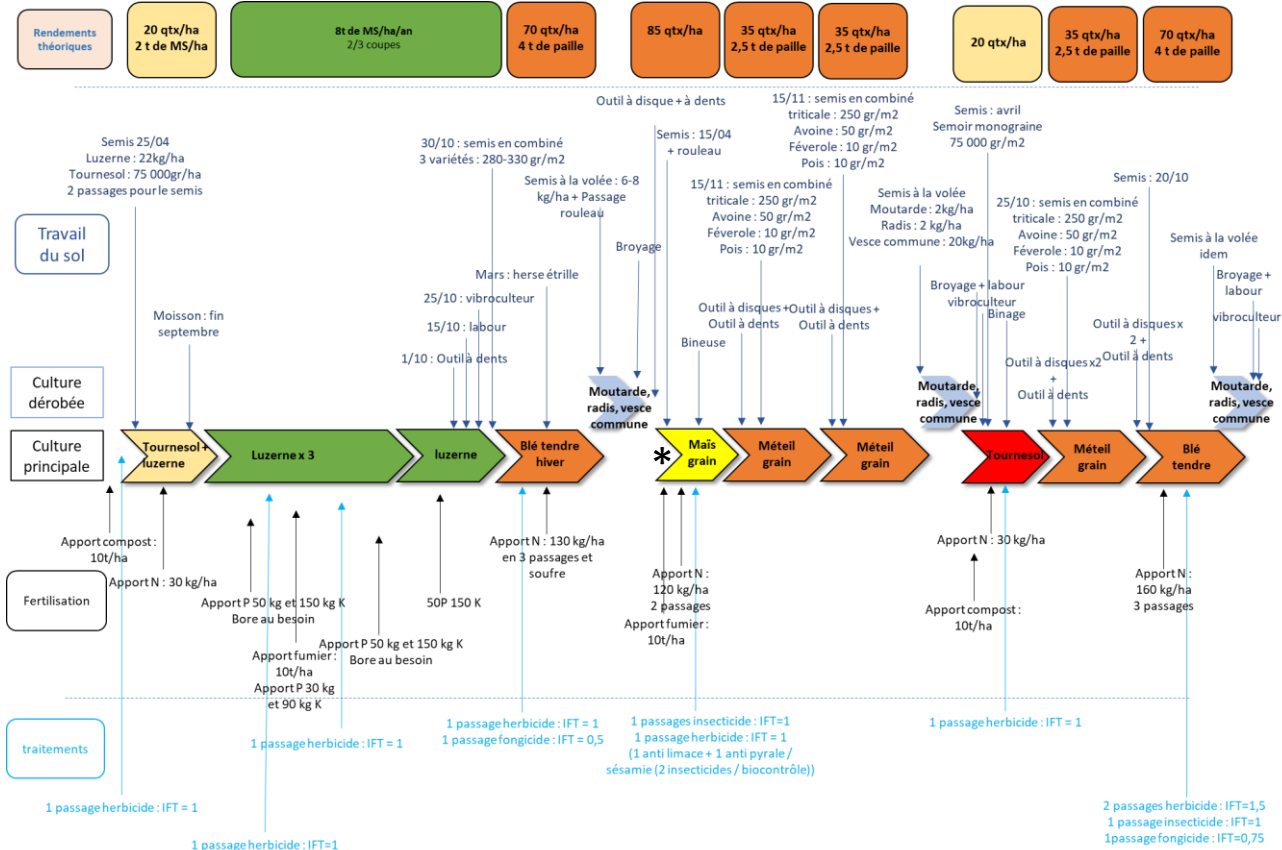 Rendements
théoriques
20 qtx/ha
2 t de MS/ha
8t de MS/ha/an
2/3 coupes
70 qtx/ha
4 t de paille
85 qtx/ha
35 qtx/ha
2,5 t de paille
35 qtx/ha
2,5 t de paille
20 qtx/ha
35 qtx/ha
2,5 t de paille
70 qtx/ha
4 t de paille
Travail
du sol
Semis 25/04
Luzerne : 22kg/ha
Tournesol : 75 000gr/ha
2 passages pour le semis
Moisson : fin
septembre
1/10 : Outil à dents
15/10 : labour
25/10 : vibroculteur
30/10 : semis en combiné
3 variétés : 280-330 gr/m2
Mars : herse étrille
Semis à la volée : 6-8
kg/ha + Passage
rouleau
Broyage
Outil à disque + à dents
Semis : 15/04
+ rouleau
Bineuse
15/11 : semis en combiné
triticale : 250 gr/m2
Avoine : 50 gr/m2
Féverole : 10 gr/m2
Pois : 10 gr/m2
Outil à disques +
Outil à dents
15/11 : semis en combiné
triticale : 250 gr/m2
Avoine : 50 gr/m2
Féverole : 10 gr/m2
Pois : 10 gr/m2
Outil à disques +
Outil à dents
Semis à la volée
Moutarde : 2kg/ha
Radis : 2 kg/ha
Vesce commune : 20kg/ha
Broyage + labour
vibroculteur
Semis : avril
Semoir monograine
75 000 gr/m2
Binage
25/10 : semis en combiné
triticale : 250 gr/m2
Avoine : 50 gr/m2
Féverole : 10 gr/m2
Pois : 10 gr/m2
Outil à disques x2
+
Outil à dents
Semis : 20/10
Outil à disques x
2 +
Outil à dents
Semis à la volée
idem
Broyage +
labour
vibroculteur
Culture
dérobée
Moutarde,
radis, vesce
commune
Moutarde,
radis, vesce
commune
Moutarde,
radis, vesce
commune
Culture
principale
Tournesol +
luzerne
Luzerne x 3
luzerne
Blé tendre
hiver
*
Maïs
grain
Méteil
grain
Méteil
grain
Tournesol
Méteil
grain
Blé
tendre
Fertilisation
Apport compost :
10t/ha
Apport N : 30 kg/ha
Apport P 50 kg et 150 kg K
Bore au besoin
Apport fumier :
10t/ha
Apport P 30 kg
et 90 kg K
Apport P 50 kg et 150 kg K
Bore au besoin
50P 150 K
Apport N : 130 kg/ha
en 3 passages et
soufre
Apport N :
120 kg/ha
2 passages
Apport fumier :
10t/ha
Apport N : 30 kg/ha
Apport compost :
10t/ha
Apport N :
160 kg/ha
3 passages
traitements
1 passage herbicide : IFT = 1
1 passage herbicide : IFT=1
1 passage herbicide : IFT = 1
1 passage herbicide : IFT = 1
1 passage fongicide : IFT = 0,5
1 passages insecticide : IFT=1
1 passage herbicide : IFT = 1
(1 anti limace + 1 anti pyrale /
sésamie (2 insecticides / biocontrôle))
1 passage herbicide : IFT = 1
2 passages herbicide : IFT=1,5
1 passage insecticide : IFT=1
1passage fongicide : IFT=0,75